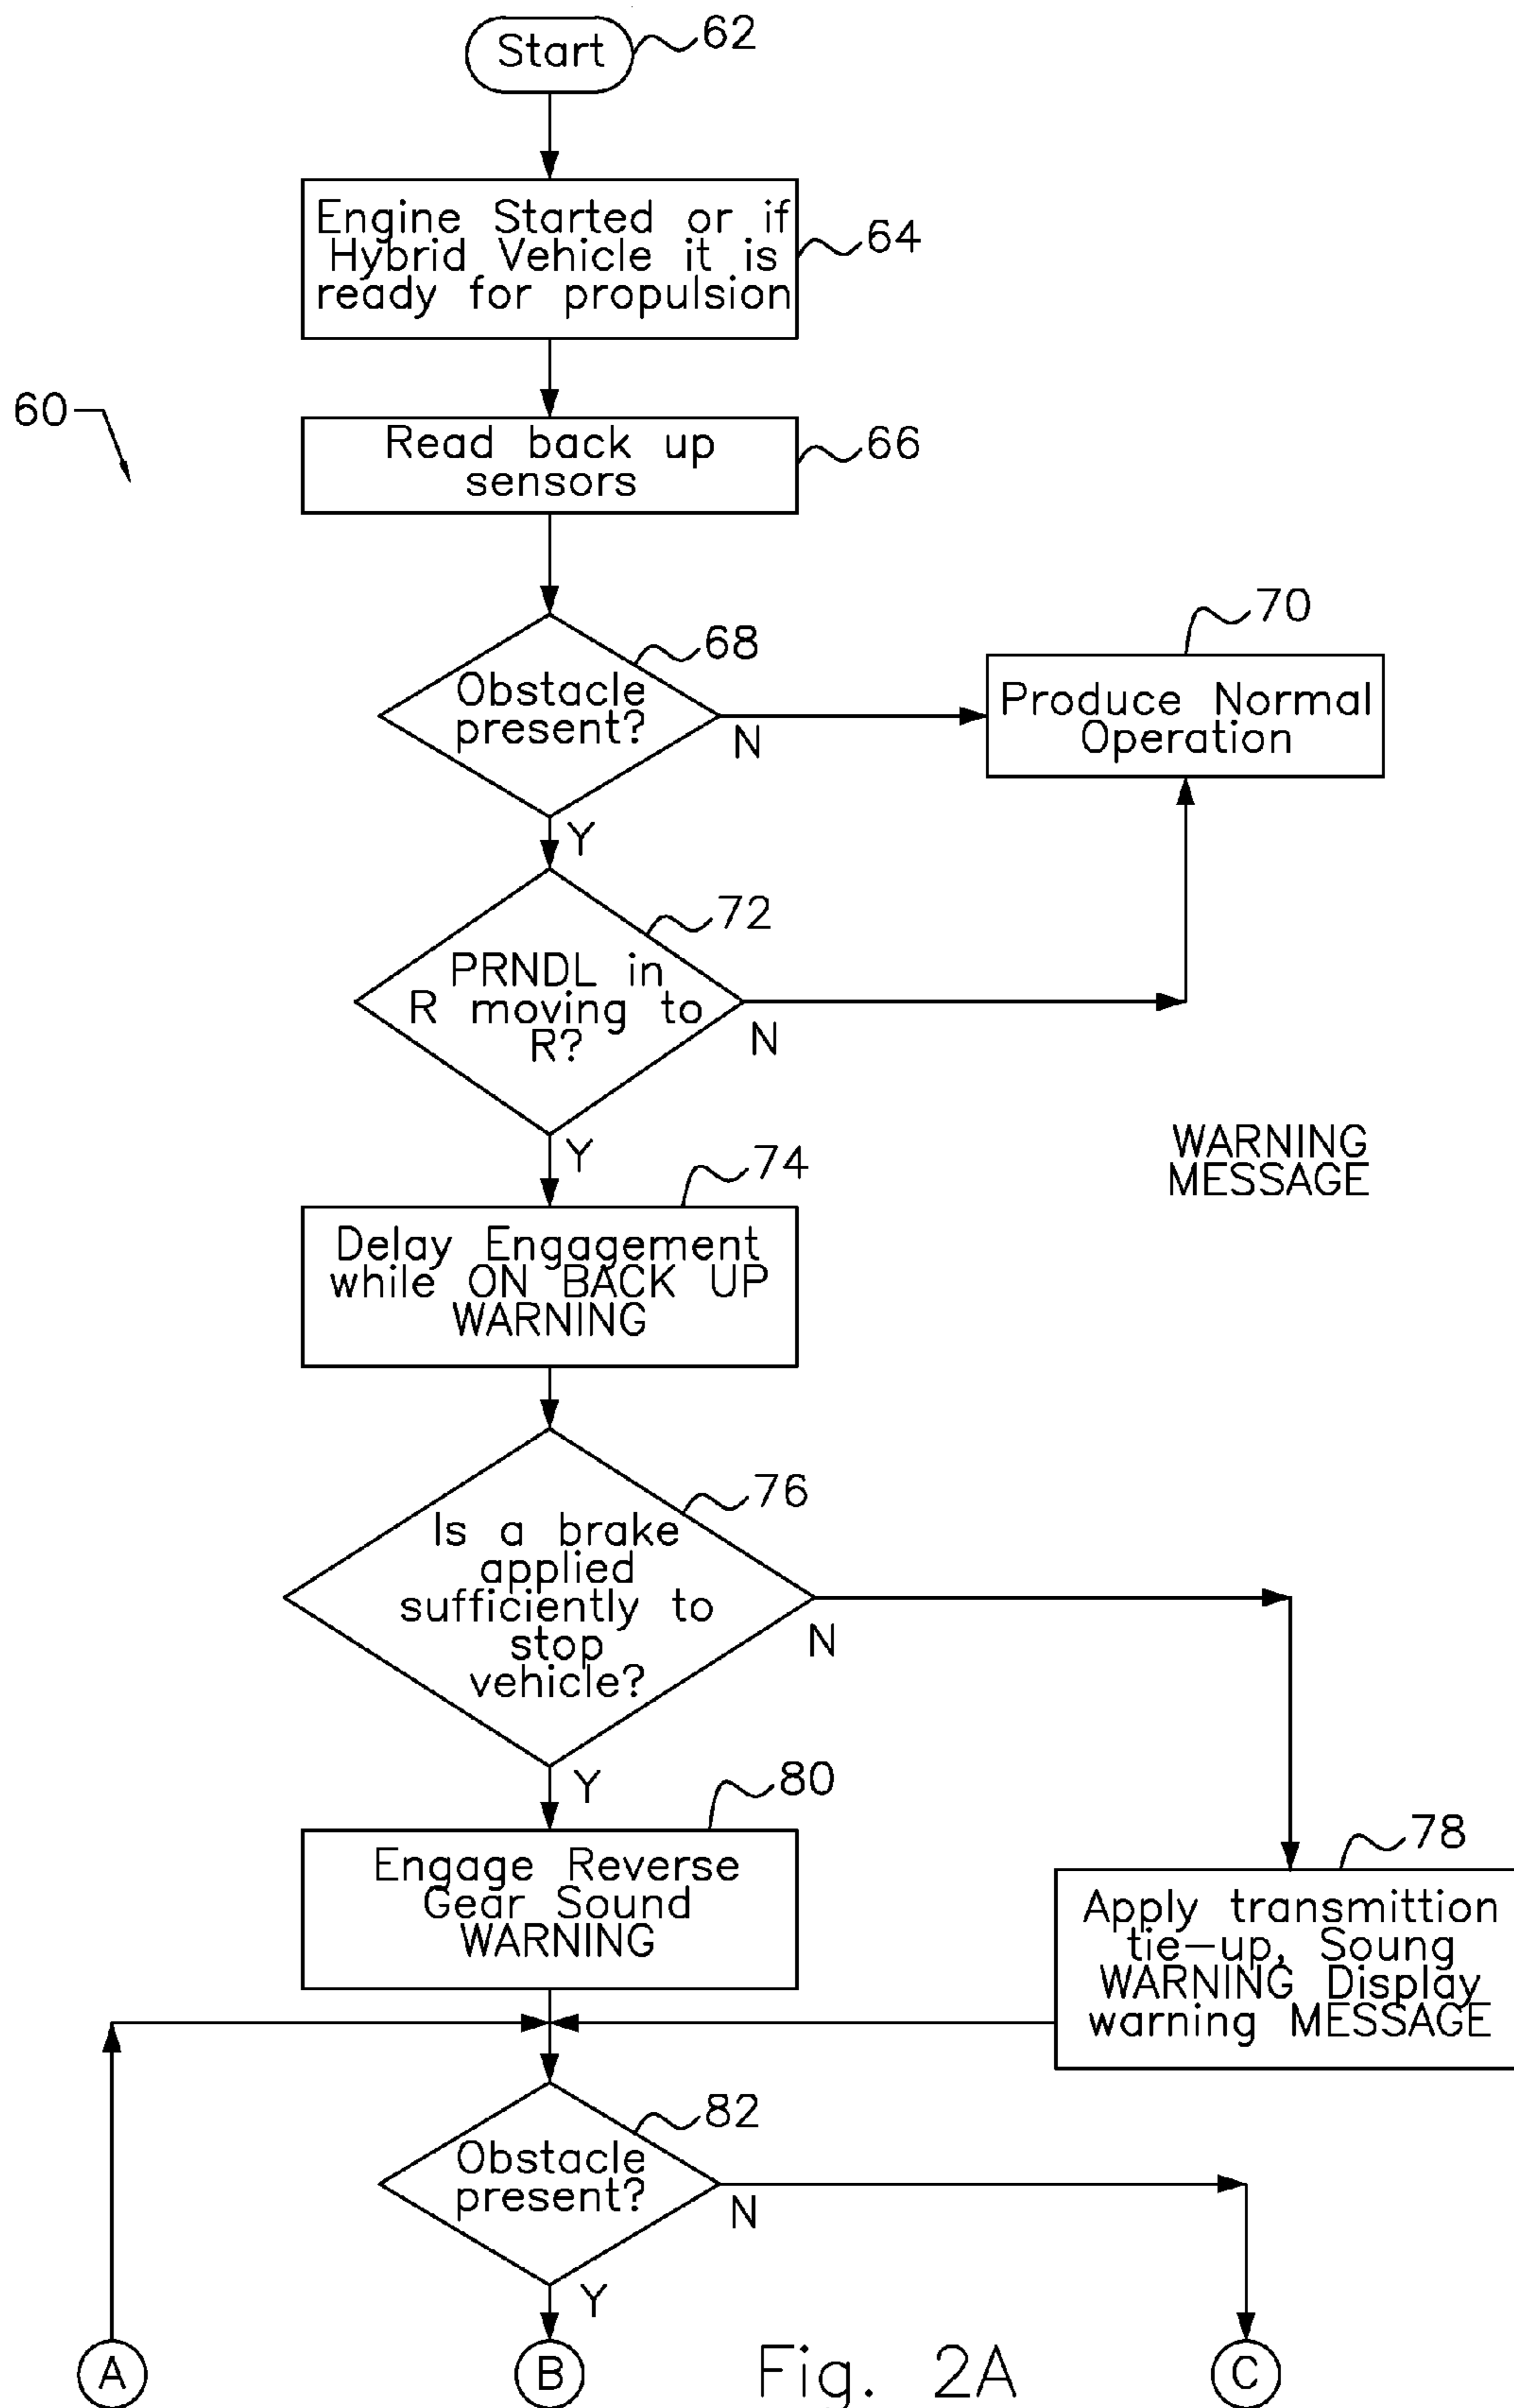 Start
62
Engine Started or if
Hybrid Vehicle it is
ready for propulsion
64
60
Read back up
sensors
66
Obstacle
present?
68
N
Y
70
Produce Normal
Operation
PRNDL in
R moving to
R?
72
N
Y
WARNING
MESSAGE
74
Delay Engagement
while ON BACK UP
WARNING
Is a brake
applied
sufficiently to
stop
vehicle?
76
N
Y
80
Engage Reverse
Gear Sound
WARNING
78
Apply transmittion
tie-up, Soung
WARNING Display
warning MESSAGE
Obstacle
present?
82
N
Y
A
B
Fig. 2A
C